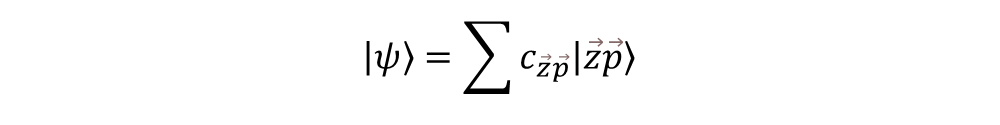 |ψ⟩ = ∑ c_{z⃗p⃗}|z⃗p⃗⟩